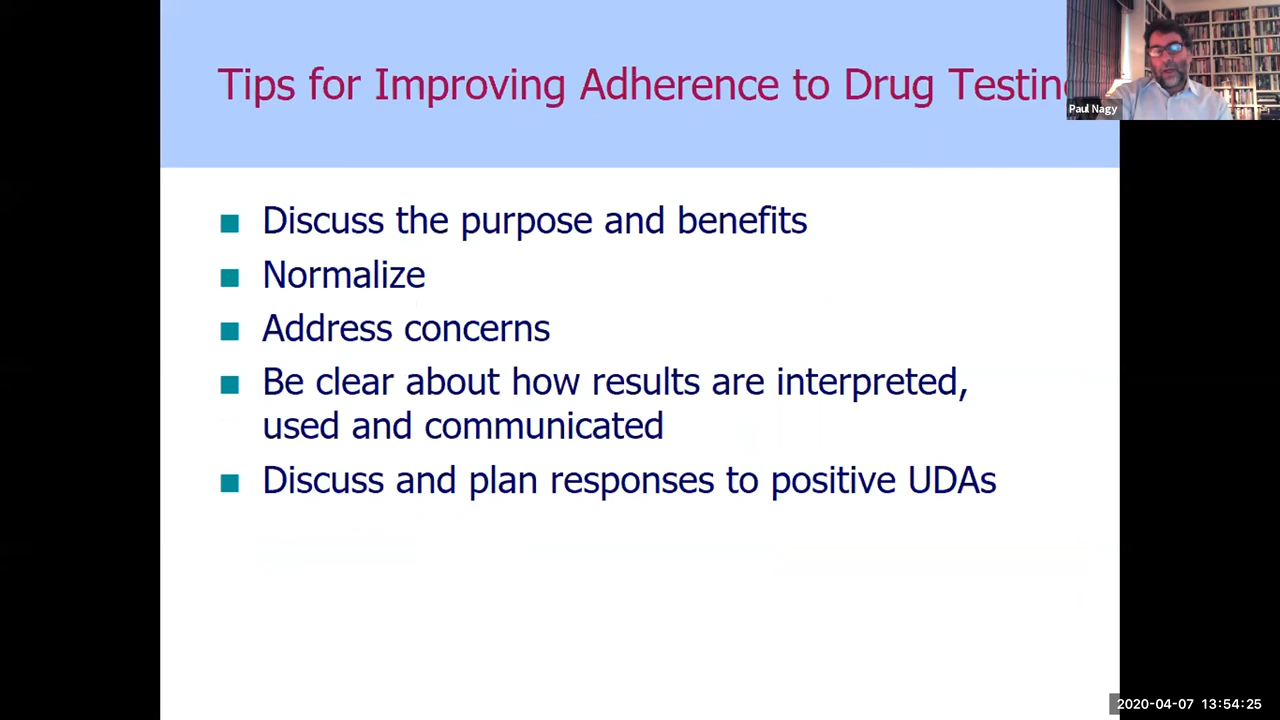 Tips for Improving Adherence to Drug Testing
Paul Nagy
Discuss the purpose and benefits
Normalize
Address concerns
Be clear about how results are interpreted,
used and communicated
Discuss and plan responses to positive UDAs
2020-04-07 13:54:25